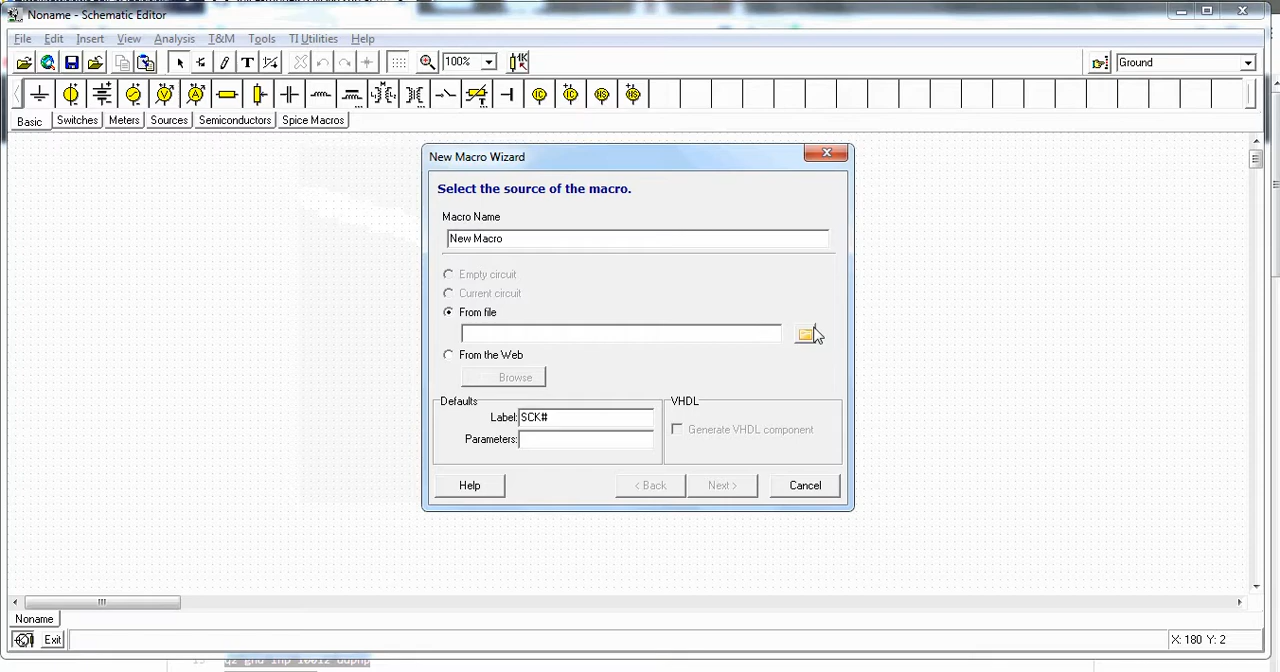 Noname - Schematic Editor
File Edit Insert View Analysis T&M Tools TI Utilities Help
100% Ground
Basic Switches Meters Sources Semiconductors Spice Macros
New Macro Wizard
Select the source of the macro.
Macro Name
New Macro
Empty circuit
Current circuit
From file
From the Web
Browse
Defaults VHDL
Label: SCK#
Generate VHDL component
Parameters:
Help < Back Next > Cancel
Noname
Exit X: 180 Y: 2